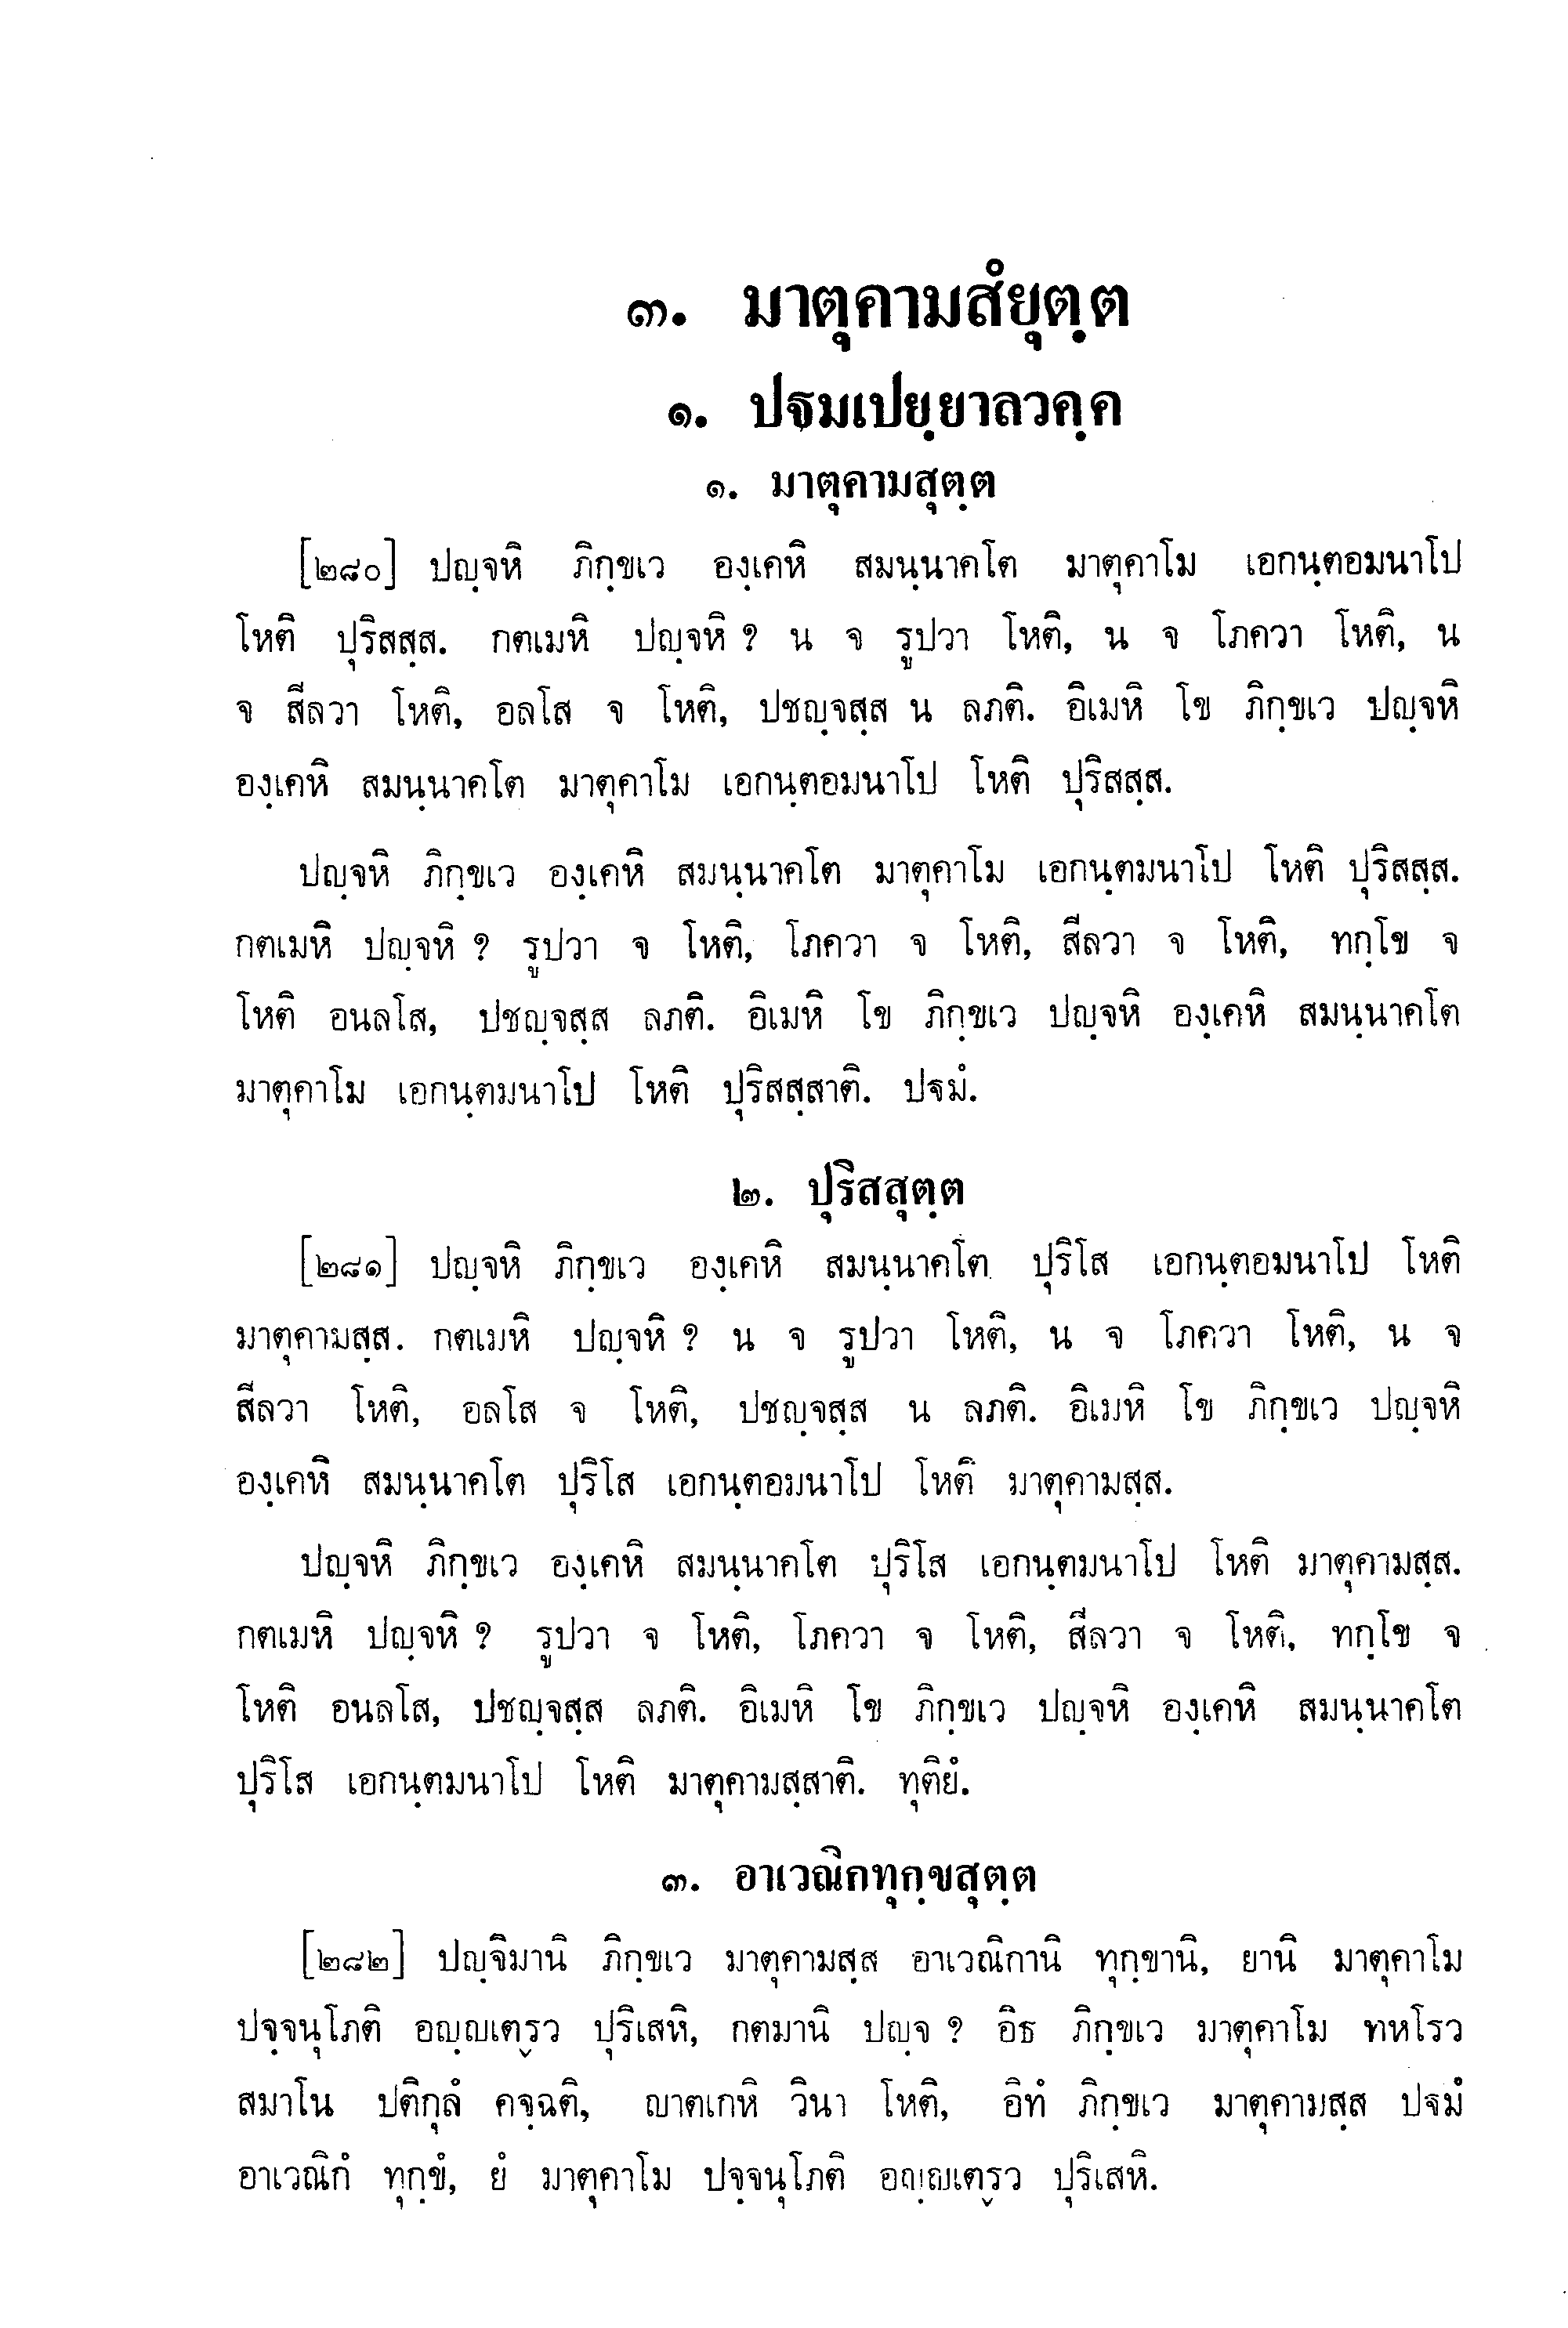 ๓. มาตุคามสํยุตฺต
๑. ปฐมเปยฺยาลวคฺค
๑. มาตุคามสุตฺต
[๒๘๐] ปญฺจหิ ภิกฺขเว องฺเคหิ สมนฺนาคโต มาตุคาโม เอกนฺตอมนาโป
โหติ ปุริสสฺส. กตเมหิ ปญฺจหิ ? น จ รูปวา โหติ, น จ โภควา โหติ, น
จ สีลวา โหติ, อลโส จ โหติ, ปชญฺจสฺส น ลภติ. อิเมหิ โข ภิกฺขเว ปญฺจหิ
องฺเคหิ สมนฺนาคโต มาตุคาโม เอกนฺตอมนาโป โหติ ปุริสสฺส.
ปญฺจหิ ภิกฺขเว องฺเคหิ สมนฺนาคโต มาตุคาโม เอกนฺตมนาโป โหติ ปุริสสฺส.
กตเมหิ ปญฺจหิ ? รูปวา จ โหติ, โภควา จ โหติ, สีลวา จ โหติ, ทกฺโข จ
โหติ อนลโส, ปชญฺจสฺส ลภติ. อิเมหิ โข ภิกฺขเว ปญฺจหิ องฺเคหิ สมนฺนาคโต
มาตุคาโม เอกนฺตมนาโป โหติ ปุริสสฺสาติ. ปฐมํ.
๒. ปุริสสุตฺต
[๒๘๑] ปญฺจหิ ภิกฺขเว องฺเคหิ สมนฺนาคโต ปุริโส เอกนฺตอมนาโป โหติ
มาตุคามสฺส. กตเมหิ ปญฺจหิ ? น จ รูปวา โหติ, น จ โภควา โหติ, น จ
สีลวา โหติ, อลโส จ โหติ, ปชญฺจสฺส น ลภติ. อิเมหิ โข ภิกฺขเว ปญฺจหิ
องฺเคหิ สมนฺนาคโต ปุริโส เอกนฺตอมนาโป โหติ มาตุคามสฺส.
ปญฺจหิ ภิกฺขเว องฺเคหิ สมนฺนาคโต ปุริโส เอกนฺตมนาโป โหติ มาตุคามสฺส.
กตเมหิ ปญฺจหิ ? รูปวา จ โหติ, โภควา จ โหติ, สีลวา จ โหติ, ทกฺโข จ
โหติ อนลโส, ปชญฺจสฺส ลภติ. อิเมหิ โข ภิกฺขเว ปญฺจหิ องฺเคหิ สมนฺนาคโต
ปุริโส เอกนฺตมนาโป โหติ มาตุคามสฺสาติ. ทุติยํ.
๓. อาเวณิกทุกฺขสุตฺต
[๒๘๒] ปญฺจิมานิ ภิกฺขเว มาตุคามสฺส อาเวณิกานิ ทุกฺขานิ, ยานิ มาตุคาโม
ปจฺจนุโภติ อญฺญเตฺรว ปุริเสหิ, กตมานิ ปญฺจ ? อิธ ภิกฺขเว มาตุคาโม ทหโรว
สมาโน ปติกุลํ คจฺฉติ, ญาตเกหิ วินา โหติ, อิทํ ภิกฺขเว มาตุคามสฺส ปฐมํ
อาเวณิกํ ทุกฺขํ, ยํ มาตุคาโม ปจฺจนุโภติ อญฺญเตฺรว ปุริเสหิ.